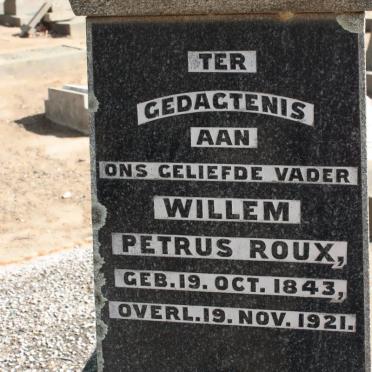 TER
GEDAGTENIS
AAN
ONS GELIEFDE VADER
WILLEM
PETRUS ROUX,
GEB. 19. OCT. 1843,
OVERL. 19. NOV. 1921.